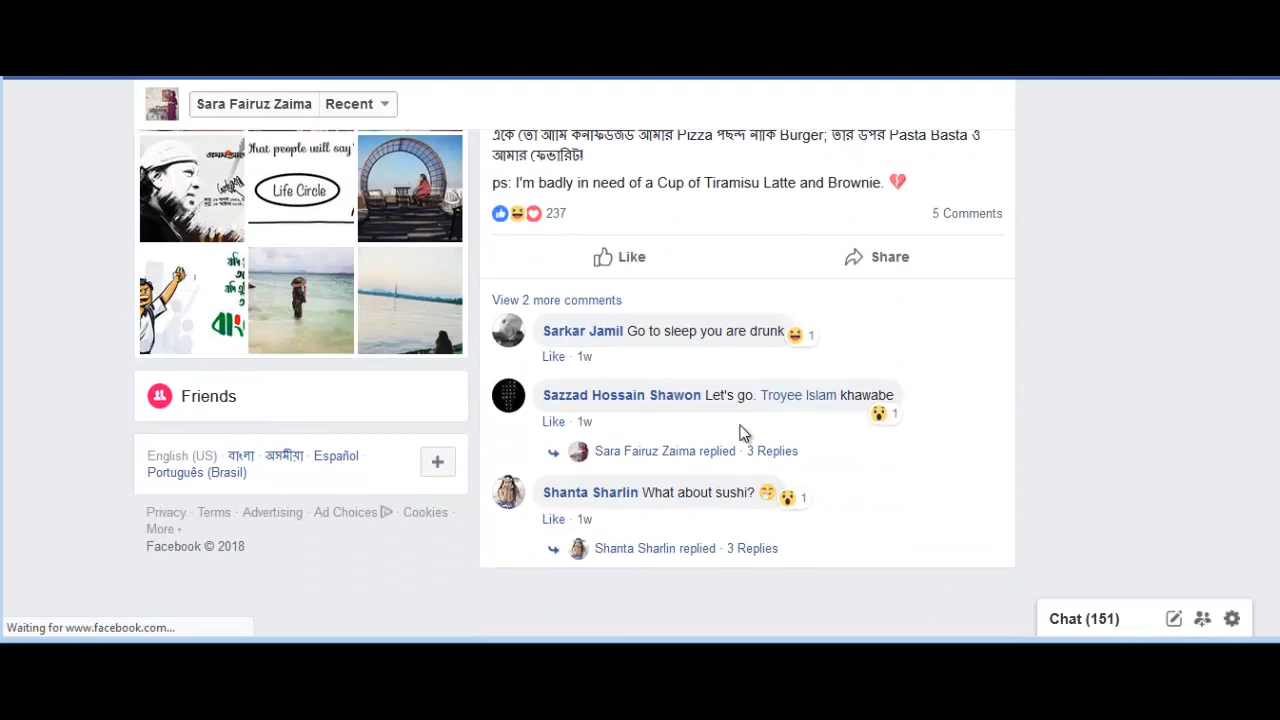 Sara Fairuz Zaima
Recent
that people will say
Life Circle
বাং
Friends
English (US) · বাংলা · অসমীয়া · Español ·
Português (Brasil)
Privacy · Terms · Advertising · Ad Choices · Cookies ·
More
Facebook © 2018
একে তো আমি কনফিউজড আমার Pizza পছন্দ নাকি Burger; তার উপর Pasta Basta ও
আমার ফেভারিট!
ps: I'm badly in need of a Cup of Tiramisu Latte and Brownie.
237
5 Comments
Like
Share
View 2 more comments
Sarkar Jamil Go to sleep you are drunk
1
Like · 1w
Sazzad Hossain Shawon Let's go. Troyee Islam khawabe
1
Like · 1w
Sara Fairuz Zaima replied · 3 Replies
Shanta Sharlin What about sushi?
1
Like · 1w
Shanta Sharlin replied · 3 Replies
Chat (151)
Waiting for www.facebook.com...